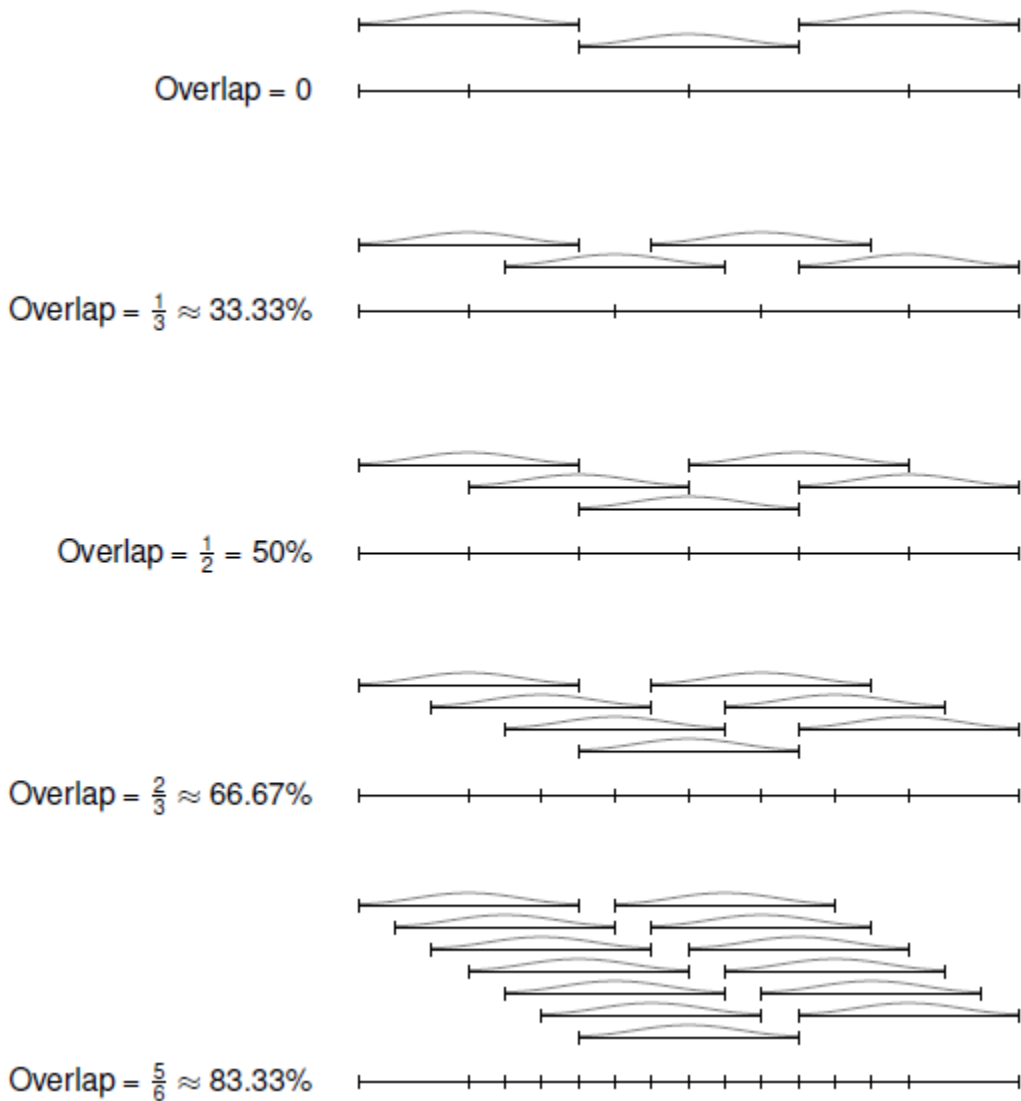 Overlap = 0
Overlap = 1/3 ≈ 33.33%
Overlap = 1/2 = 50%
Overlap = 2/3 ≈ 66.67%
Overlap = 5/6 ≈ 83.33%